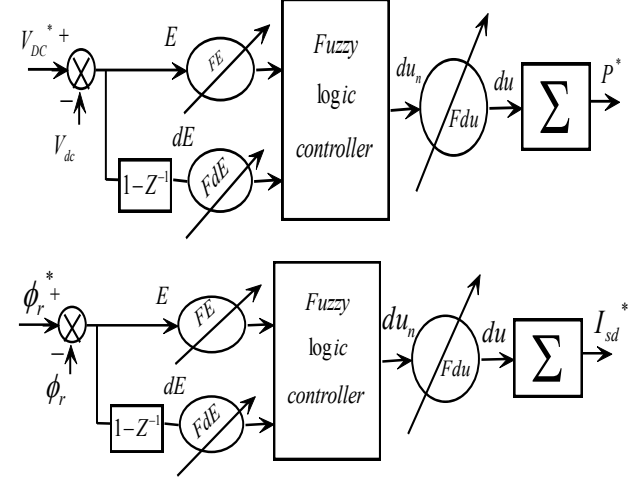 V_DC* +
E
FE
Fuzzy
logic
controller
du_n
Fdu
du
Σ
P*
−
V_dc
dE
1−Z⁻¹
FdE
ϕ_r* +
E
FE
Fuzzy
logic
controller
du_n
Fdu
du
Σ
I_sd*
−
ϕ_r
dE
1−Z⁻¹
FdE